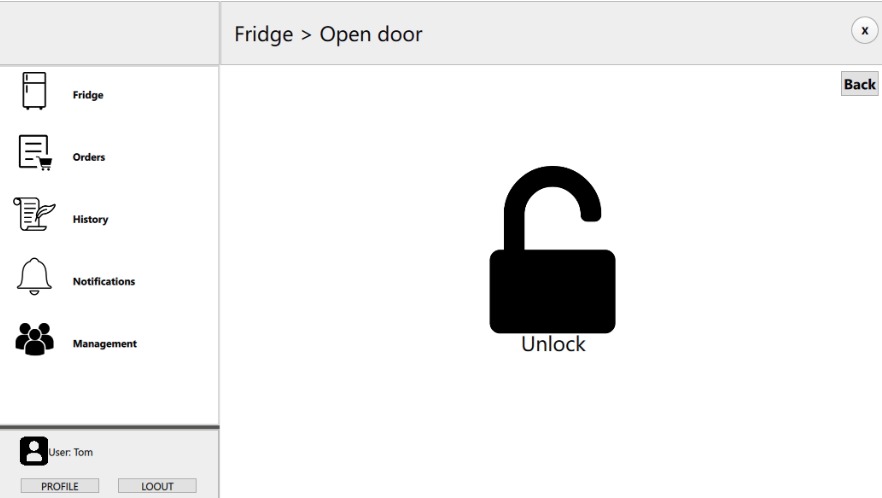 Fridge > Open door
x
Back
Fridge
Orders
History
Notifications
Management
Unlock
User: Tom
PROFILE
LOOUT